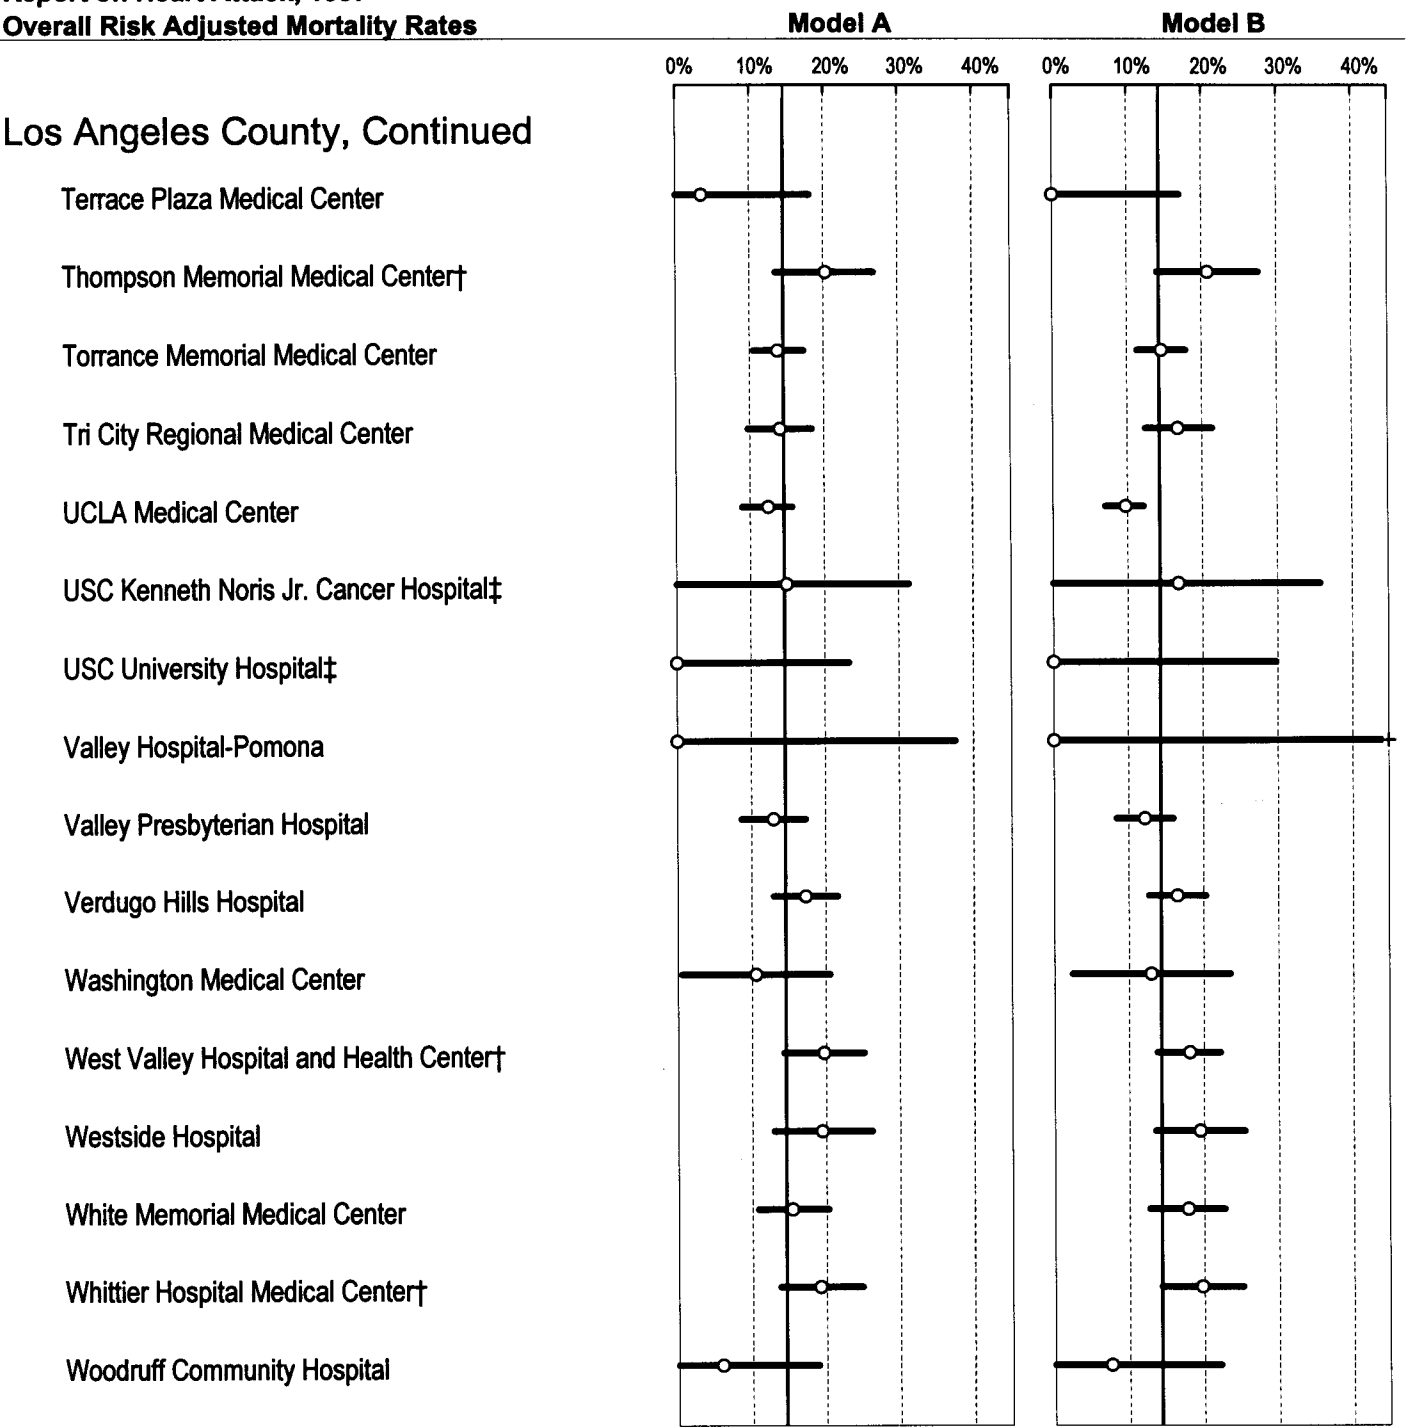 Overall Risk Adjusted Mortality Rates
Model A
Model B
0% 10% 20% 30% 40%
0% 10% 20% 30% 40%
Los Angeles County, Continued
Terrace Plaza Medical Center
Thompson Memorial Medical Center†
Torrance Memorial Medical Center
Tri City Regional Medical Center
UCLA Medical Center
USC Kenneth Noris Jr. Cancer Hospital‡
USC University Hospital‡
Valley Hospital-Pomona
+
Valley Presbyterian Hospital
Verdugo Hills Hospital
Washington Medical Center
West Valley Hospital and Health Center†
Westside Hospital
White Memorial Medical Center
Whittier Hospital Medical Center†
Woodruff Community Hospital